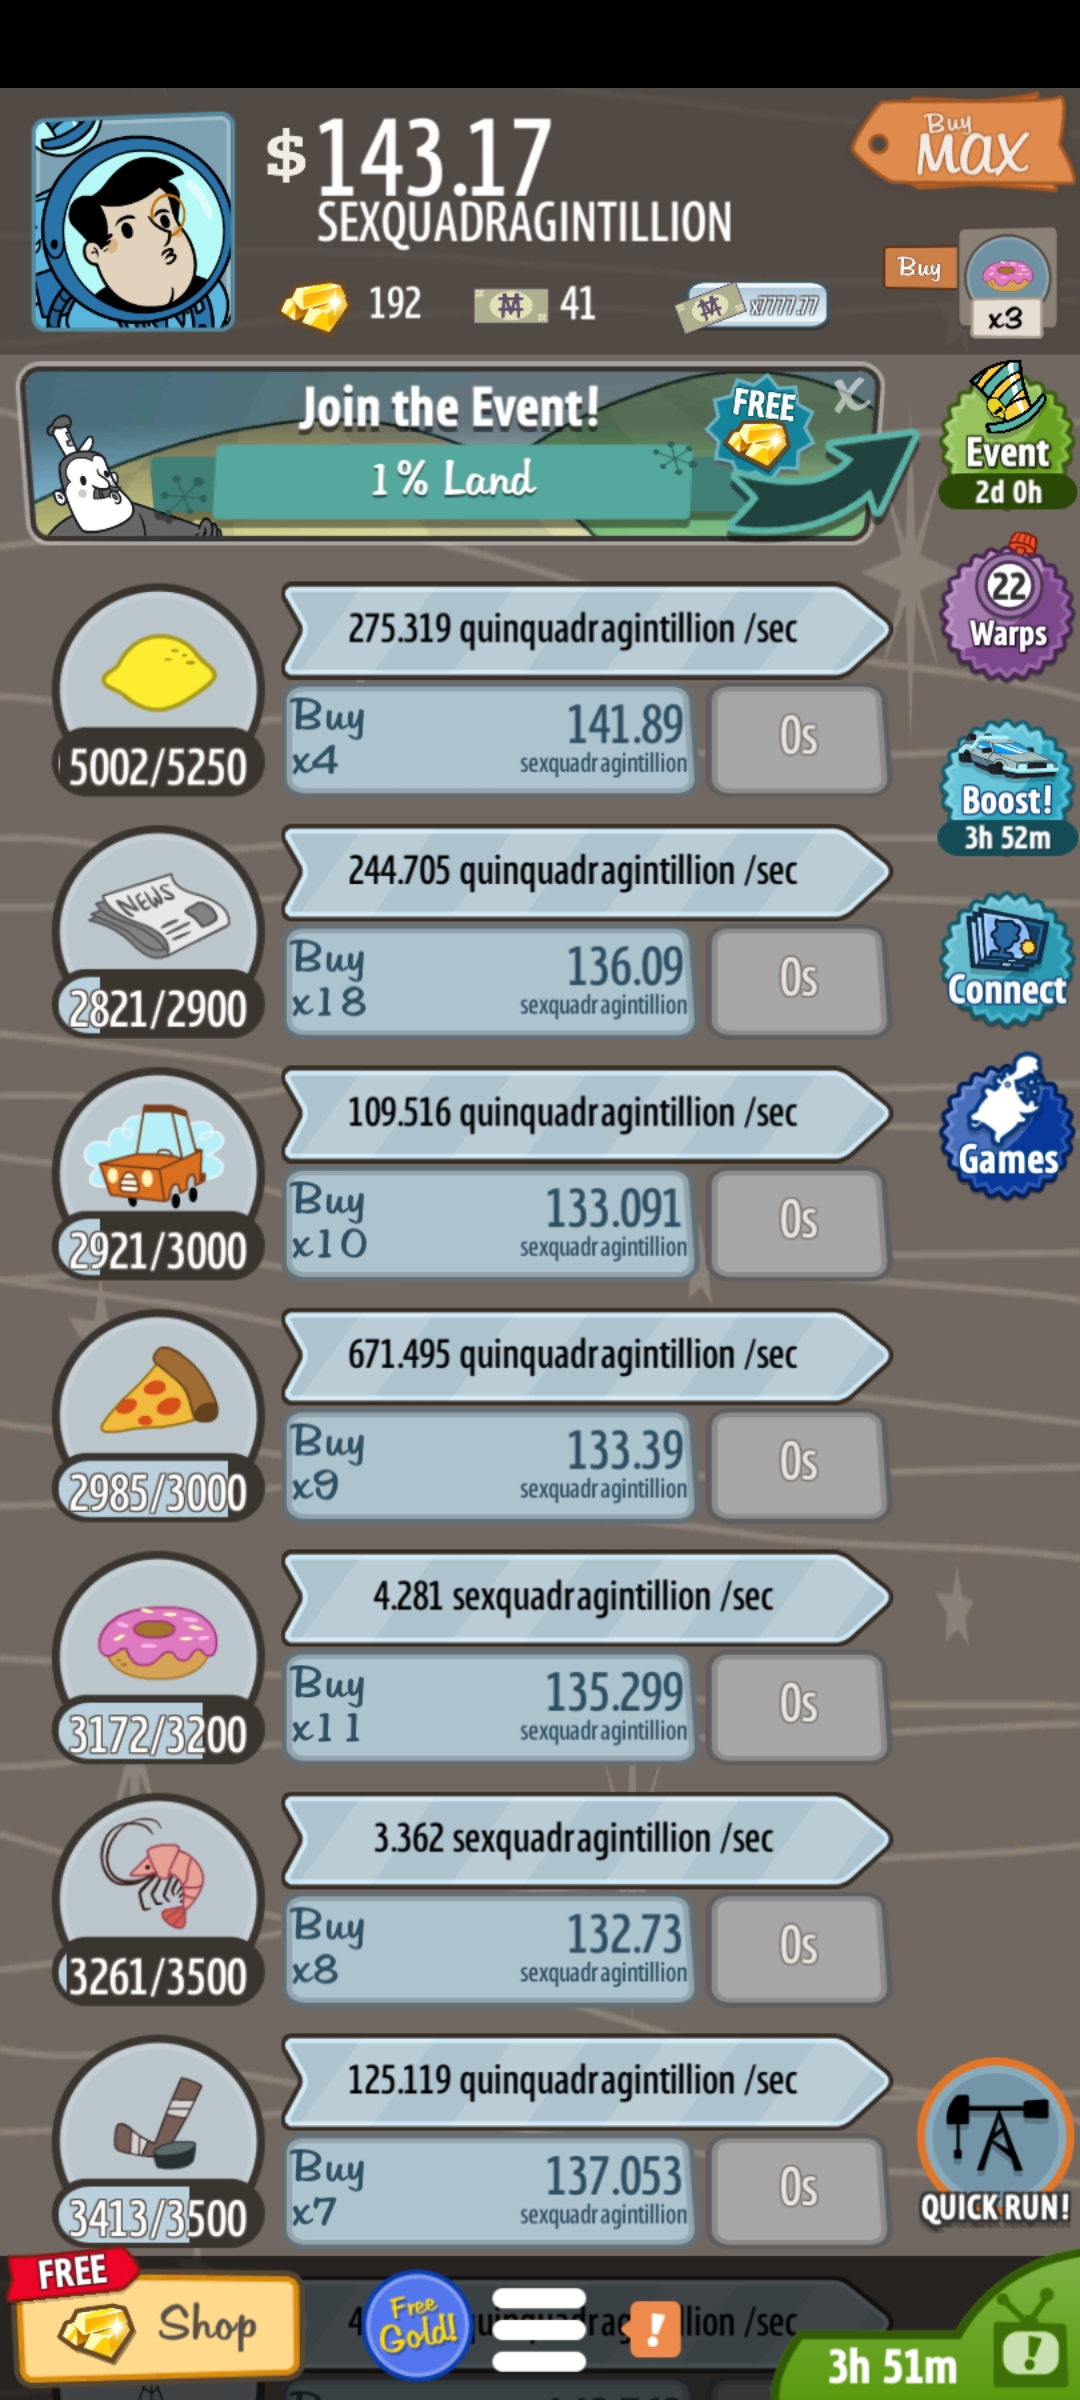 $143.17
SEXQUADRAGINTILLION
Buy
MAX
192
41
x7777.77
Buy
x3
Join the Event!
1% Land
FREE
X
Event
2d 0h
22
Warps
Boost!
3h 52m
Connect
Games
275.319 quinquadragintillion /sec
5002/5250
Buy
x4
141.89
sexquadragintillion
0s
244.705 quinquadragintillion /sec
NEWS
2821/2900
Buy
x18
136.09
sexquadragintillion
0s
109.516 quinquadragintillion /sec
2921/3000
Buy
x10
133.091
sexquadragintillion
0s
671.495 quinquadragintillion /sec
2985/3000
Buy
x9
133.39
sexquadragintillion
0s
4.281 sexquadragintillion /sec
3172/3200
Buy
x11
135.299
sexquadragintillion
0s
3.362 sexquadragintillion /sec
3261/3500
Buy
x8
132.73
sexquadragintillion
0s
125.119 quinquadragintillion /sec
3413/3500
Buy
x7
137.053
sexquadragintillion
0s
QUICK RUN!
FREE
Shop
Free
Gold!
!
/sec
3h 51m
!